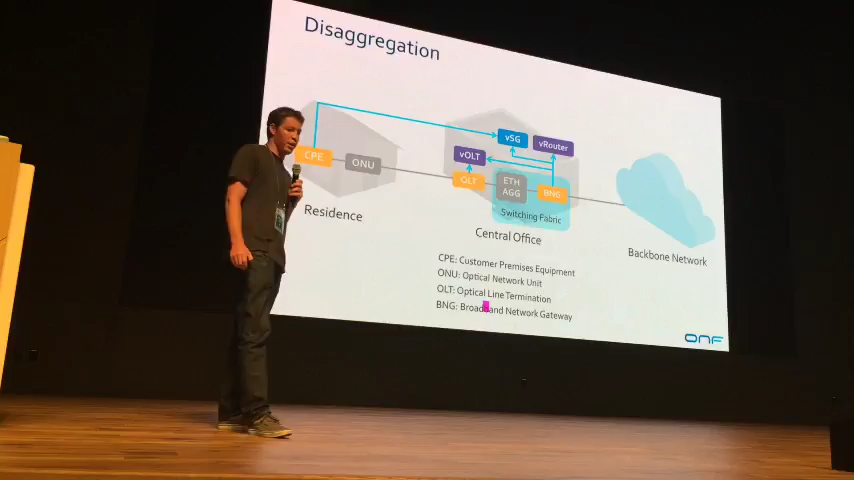 Disaggregation
vSG
vRouter
vOLT
CPE
ONU
OLT
ETH
AGG
BNG
Switching Fabric
Residence
Central Office
Backbone Network
CPE: Customer Premises Equipment
ONU: Optical Network Unit
OLT: Optical Line Termination
BNG: Broadband Network Gateway
ONF